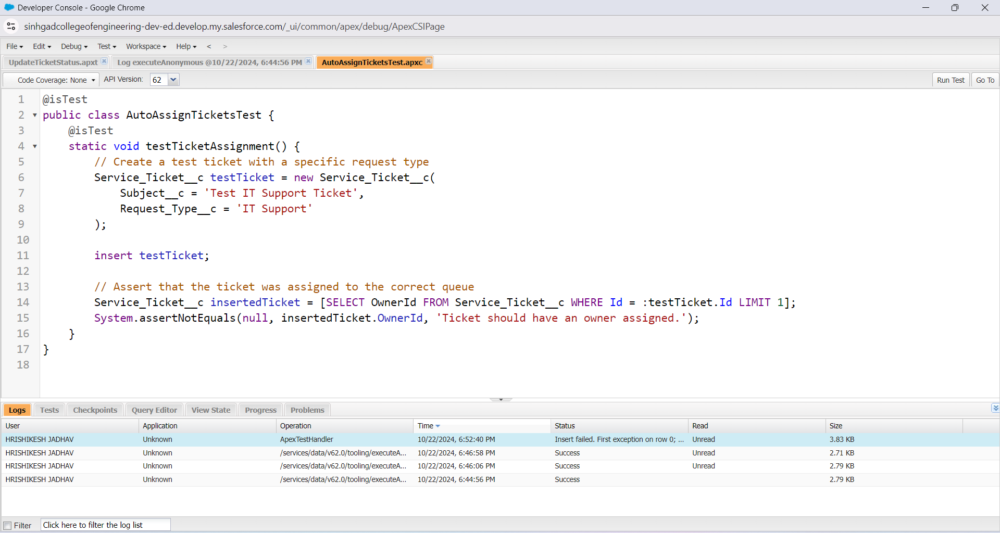 Developer Console - Google Chrome
sinhgadcollegeofengineering-dev-ed.develop.my.salesforce.com/_ui/common/apex/debug/ApexCSIPage
File Edit Debug Test Workspace Help < >
UpdateTicketStatus.apxt Log executeAnonymous @10/22/2024, 6:44:56 PM AutoAssignTicketsTest.apxc
Code Coverage: None API Version: 62 Run Test Go To
1 @isTest
2 public class AutoAssignTicketsTest {
3 @isTest
4 static void testTicketAssignment() {
5 // Create a test ticket with a specific request type
6 Service_Ticket__c testTicket = new Service_Ticket__c(
7 Subject__c = 'Test IT Support Ticket',
8 Request_Type__c = 'IT Support'
9 );
10
11 insert testTicket;
12
13 // Assert that the ticket was assigned to the correct queue
14 Service_Ticket__c insertedTicket = [SELECT OwnerId FROM Service_Ticket__c WHERE Id = :testTicket.Id LIMIT 1];
15 System.assertNotEquals(null, insertedTicket.OwnerId, 'Ticket should have an owner assigned.');
16 }
17 }
18
Logs Tests Checkpoints Query Editor View State Progress Problems
User Application Operation Time Status Read Size
HRISHIKESH JADHAV Unknown ApexTestHandler 10/22/2024, 6:52:40 PM Insert failed. First exception on row 0; ... Unread 3.83 KB
HRISHIKESH JADHAV Unknown /services/data/v62.0/tooling/executeA... 10/22/2024, 6:46:58 PM Success Unread 2.71 KB
HRISHIKESH JADHAV Unknown /services/data/v62.0/tooling/executeA... 10/22/2024, 6:46:06 PM Success Unread 2.79 KB
HRISHIKESH JADHAV Unknown /services/data/v62.0/tooling/executeA... 10/22/2024, 6:44:56 PM Success 2.79 KB
Filter Click here to filter the log list